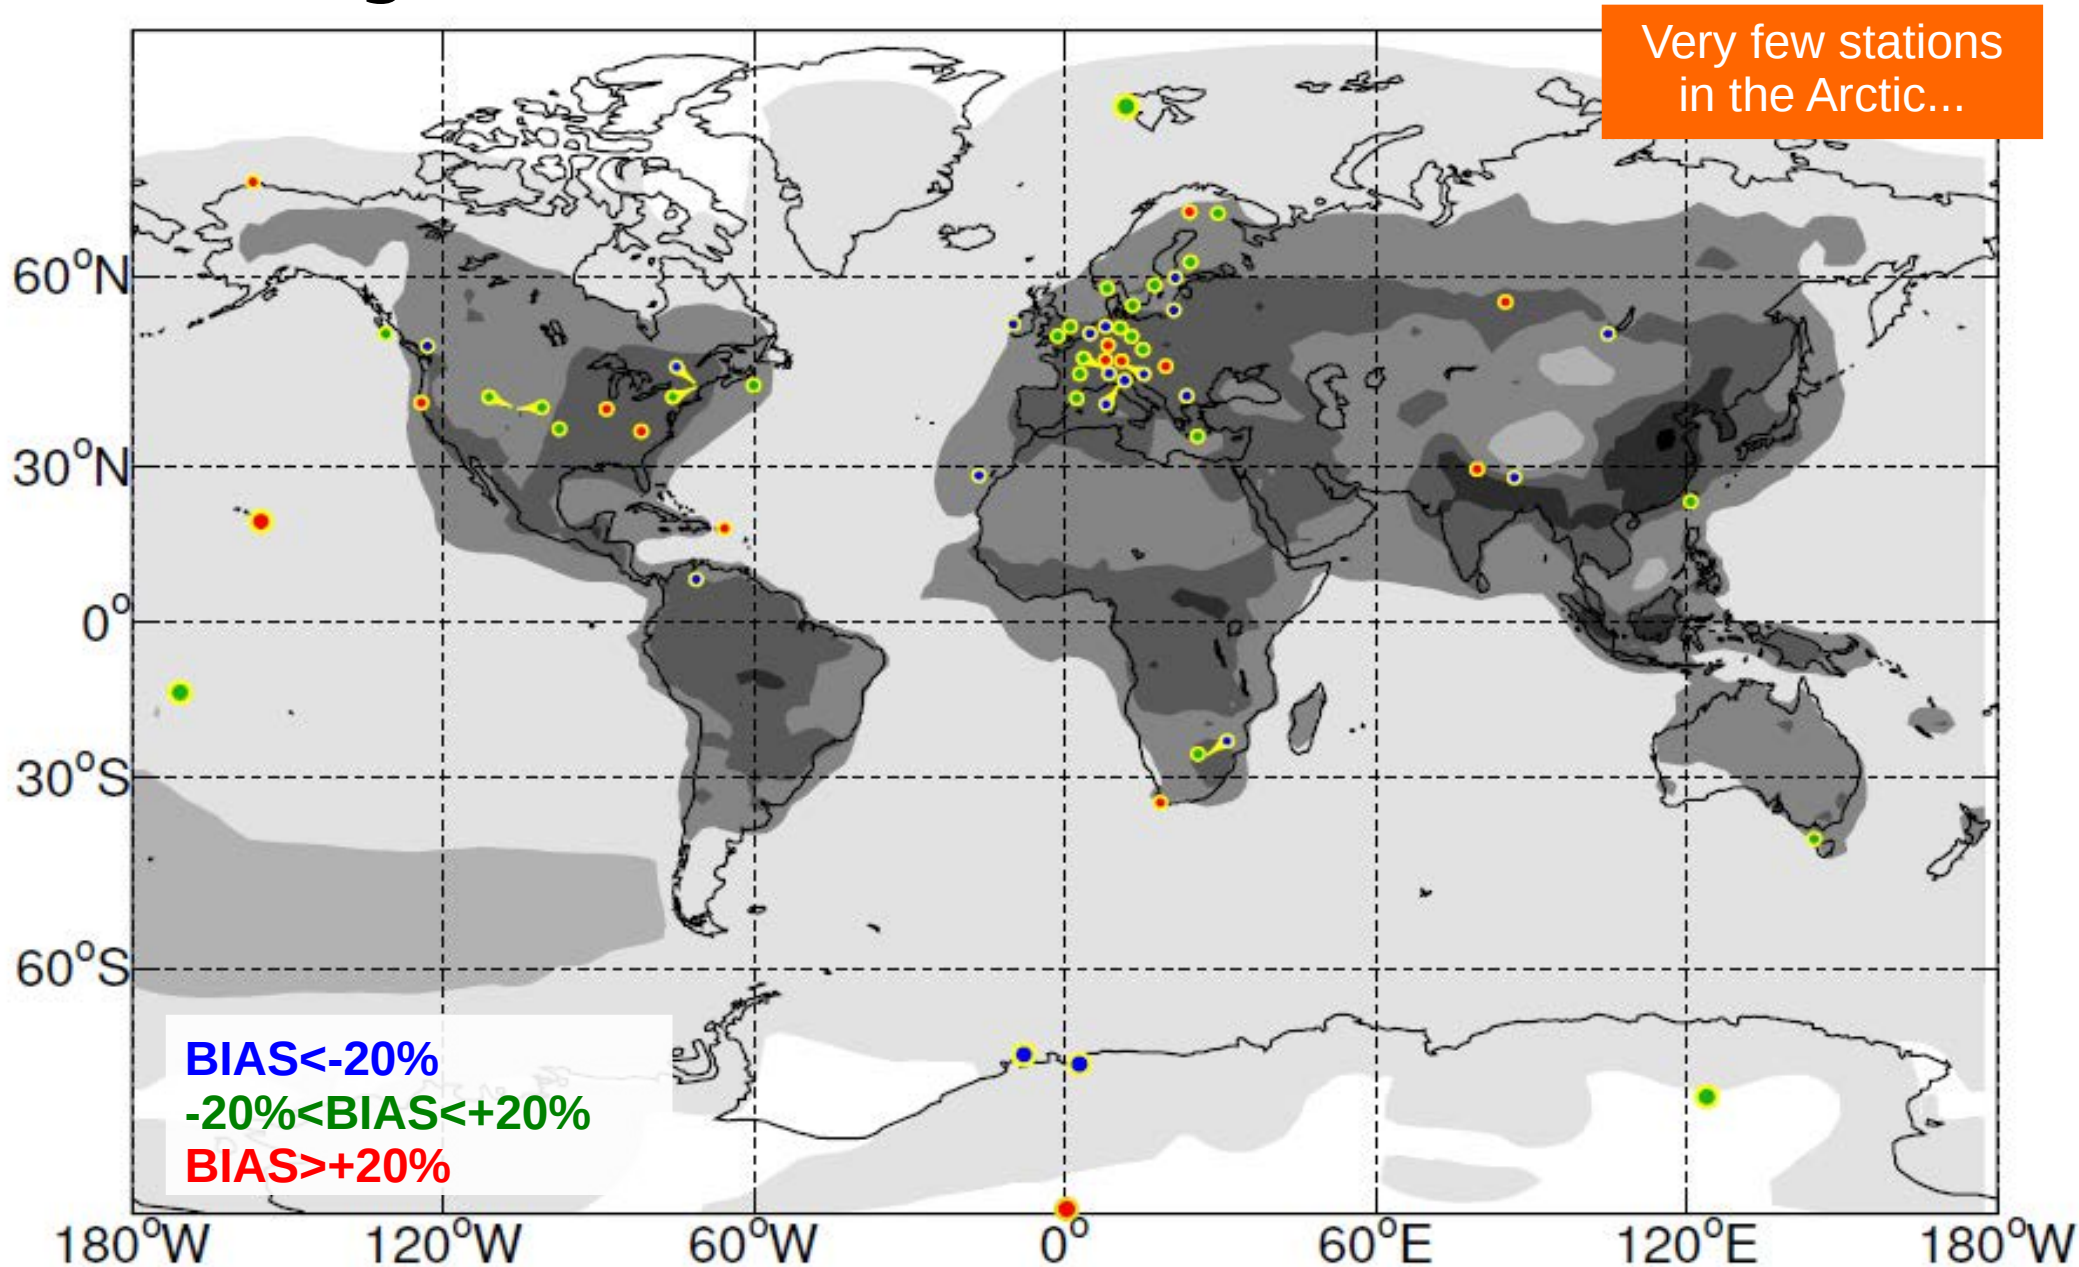 Very few stations
in the Arctic...
60°N
30°N
0°
30°S
60°S
BIAS<-20%
-20%<BIAS<+20%
BIAS>+20%
180°W 120°W 60°W 0° 60°E 120°E 180°W